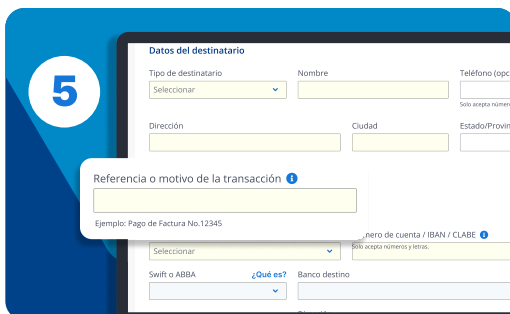 5
Datos del destinatario
Tipo de destinatario Nombre Teléfono (opc
Seleccionar
Solo acepta númer
Dirección Ciudad Estado/Provin
Referencia o motivo de la transacción
Ejemplo: Pago de Factura No.12345
nero de cuenta / IBAN / CLABE
Seleccionar
Solo acepta números y letras.
Swift o ABBA ¿Qué es? Banco destino